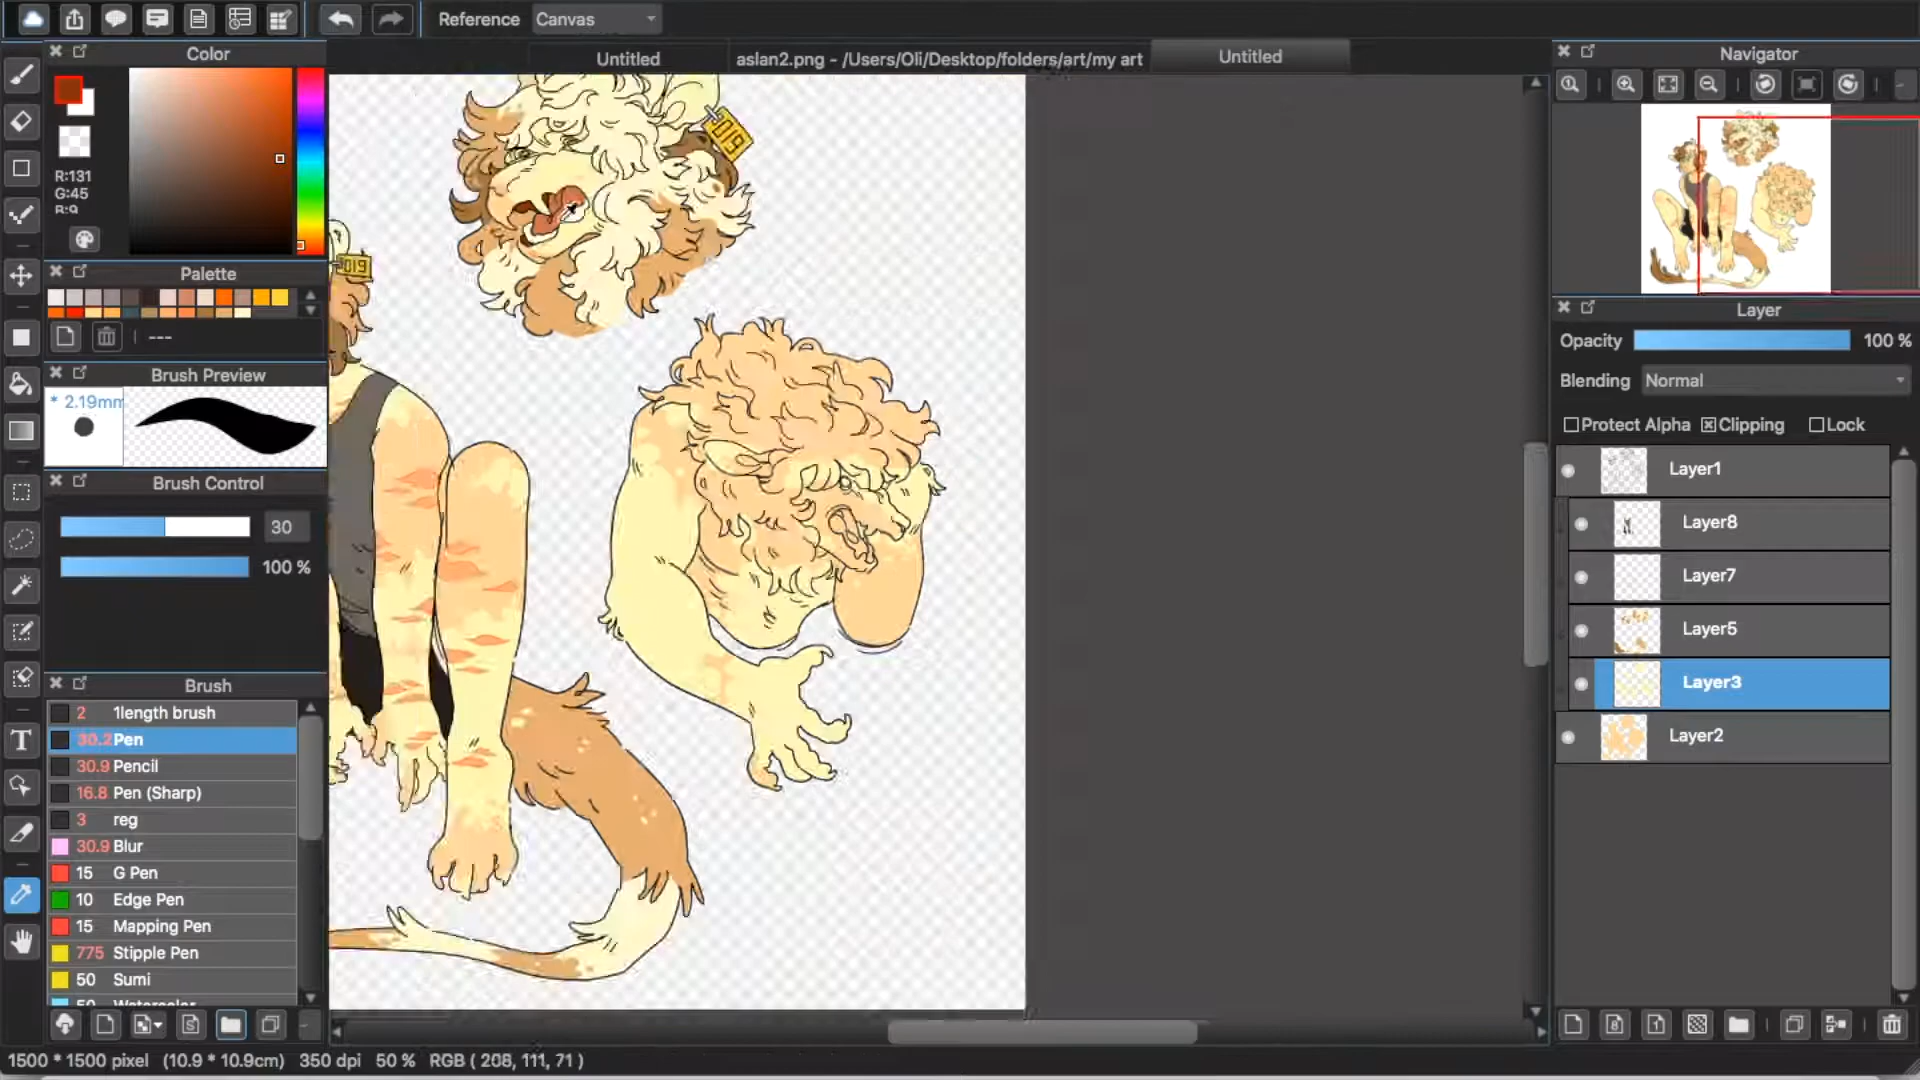 Reference Canvas
Untitled
aslan2.png - /Users/Oli/Desktop/folders/art/my art
Untitled
Color
R:131
G:45
Palette
---
Brush Preview
* 2.19mm
Brush Control
30
100 %
Brush
2 1length brush
30.2 Pen
30.9 Pencil
16.8 Pen (Sharp)
3 reg
30.9 Blur
15 G Pen
10 Edge Pen
15 Mapping Pen
775 Stipple Pen
50 Sumi
50 Watercolor
1500 * 1500 pixel (10.9 * 10.9cm) 350 dpi 50 % RGB ( 208, 111, 71 )
019
019
Navigator
Layer
Opacity 100 %
Blending Normal
Protect Alpha Clipping Lock
Layer1
Layer8
Layer7
Layer5
Layer3
Layer2